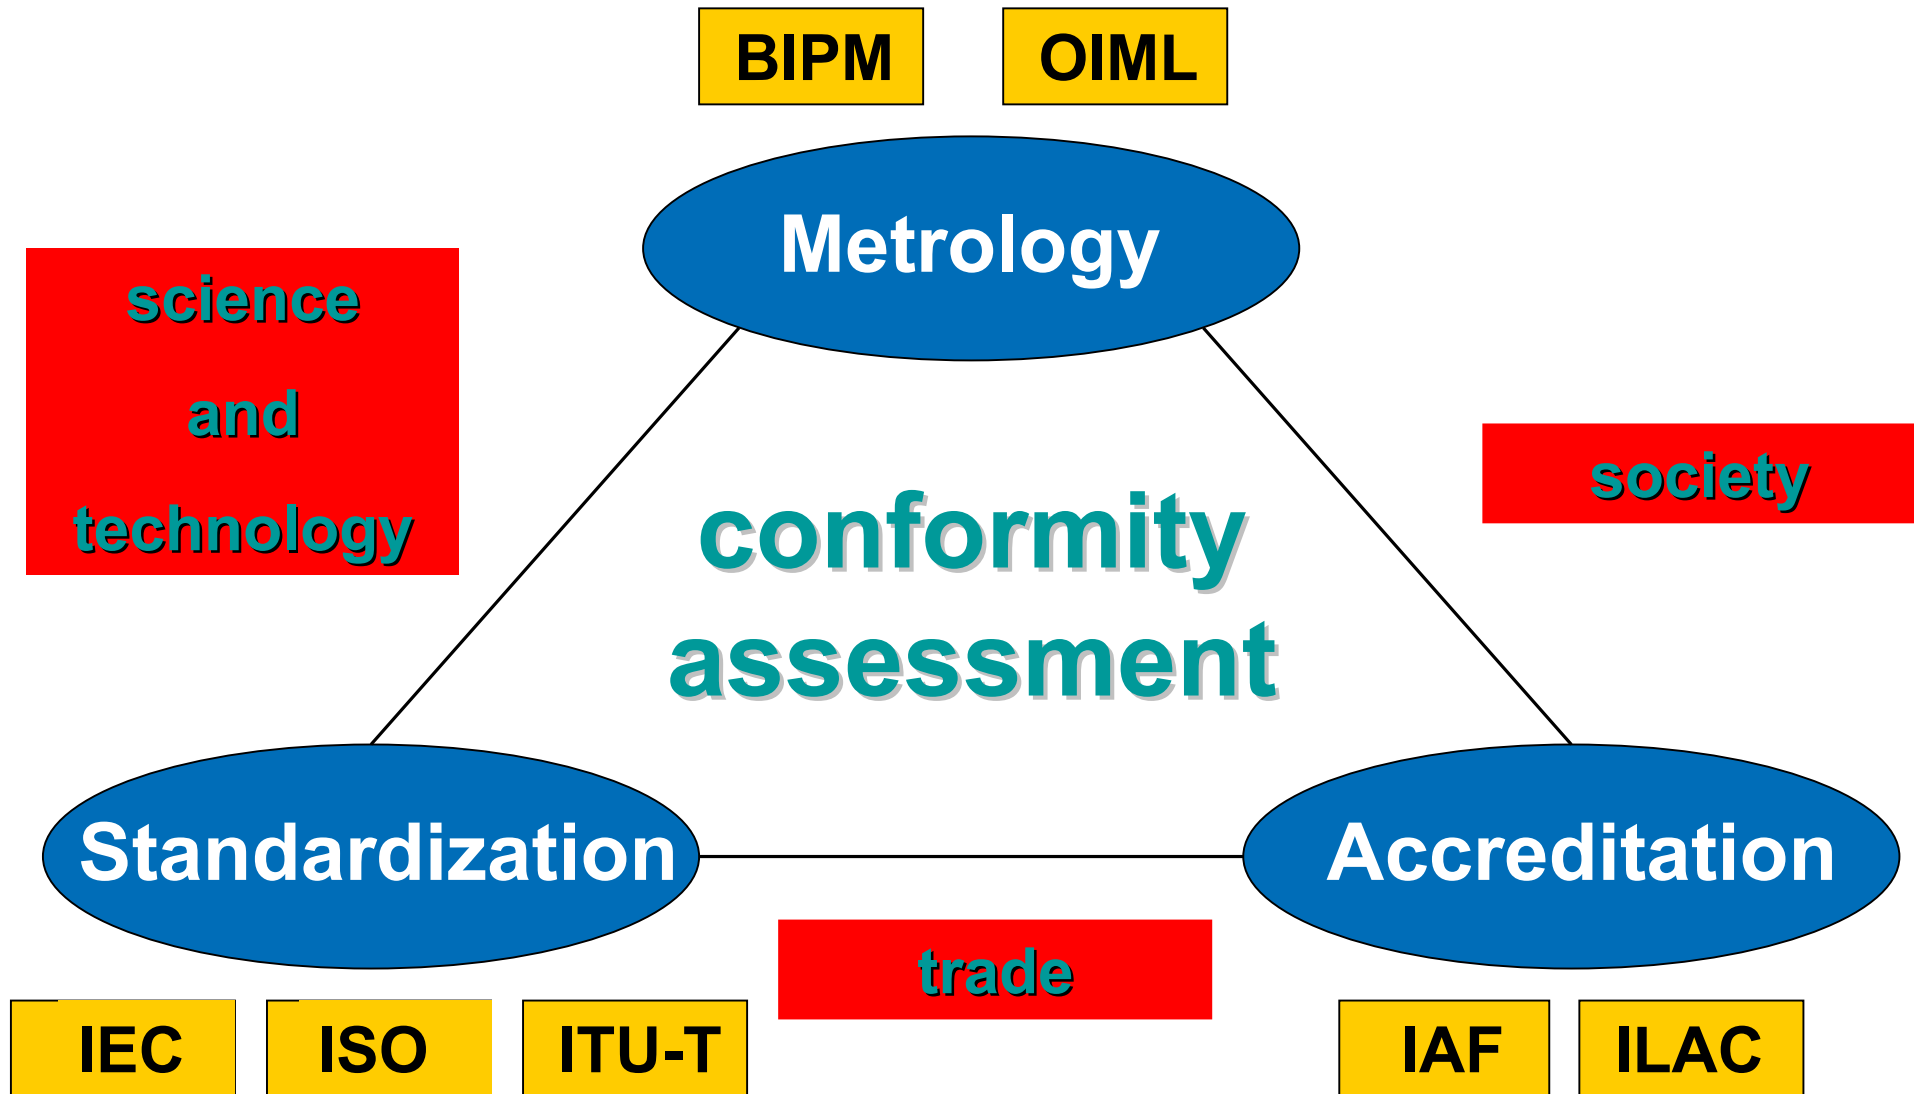 BIPM
OIML
Metrology
science
and
technology
society
conformity
assessment
Standardization
Accreditation
trade
IEC
ISO
ITU-T
IAF
ILAC